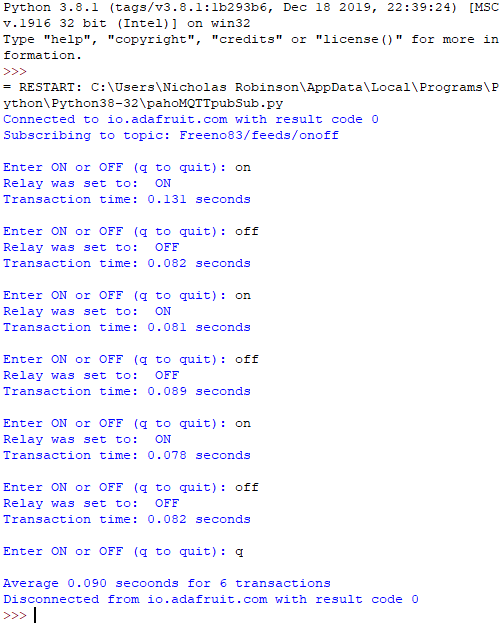 Python 3.8.1 (tags/v3.8.1:1b293b6, Dec 18 2019, 22:39:24) [MSC
v.1916 32 bit (Intel)] on win32
Type "help", "copyright", "credits" or "license()" for more in
formation.
>>>
= RESTART: C:\Users\Nicholas Robinson\AppData\Local\Programs\P
ython\Python38-32\pahoMQTTpubSub.py
Connected to io.adafruit.com with result code 0
Subscribing to topic: Freeno83/feeds/onoff
Enter ON or OFF (q to quit): on
Relay was set to:  ON
Transaction time: 0.131 seconds
Enter ON or OFF (q to quit): off
Relay was set to:  OFF
Transaction time: 0.082 seconds
Enter ON or OFF (q to quit): on
Relay was set to:  ON
Transaction time: 0.081 seconds
Enter ON or OFF (q to quit): off
Relay was set to:  OFF
Transaction time: 0.089 seconds
Enter ON or OFF (q to quit): on
Relay was set to:  ON
Transaction time: 0.078 seconds
Enter ON or OFF (q to quit): off
Relay was set to:  OFF
Transaction time: 0.082 seconds
Enter ON or OFF (q to quit): q
Average 0.090 secoonds for 6 transactions
Disconnected from io.adafruit.com with result code 0
>>>